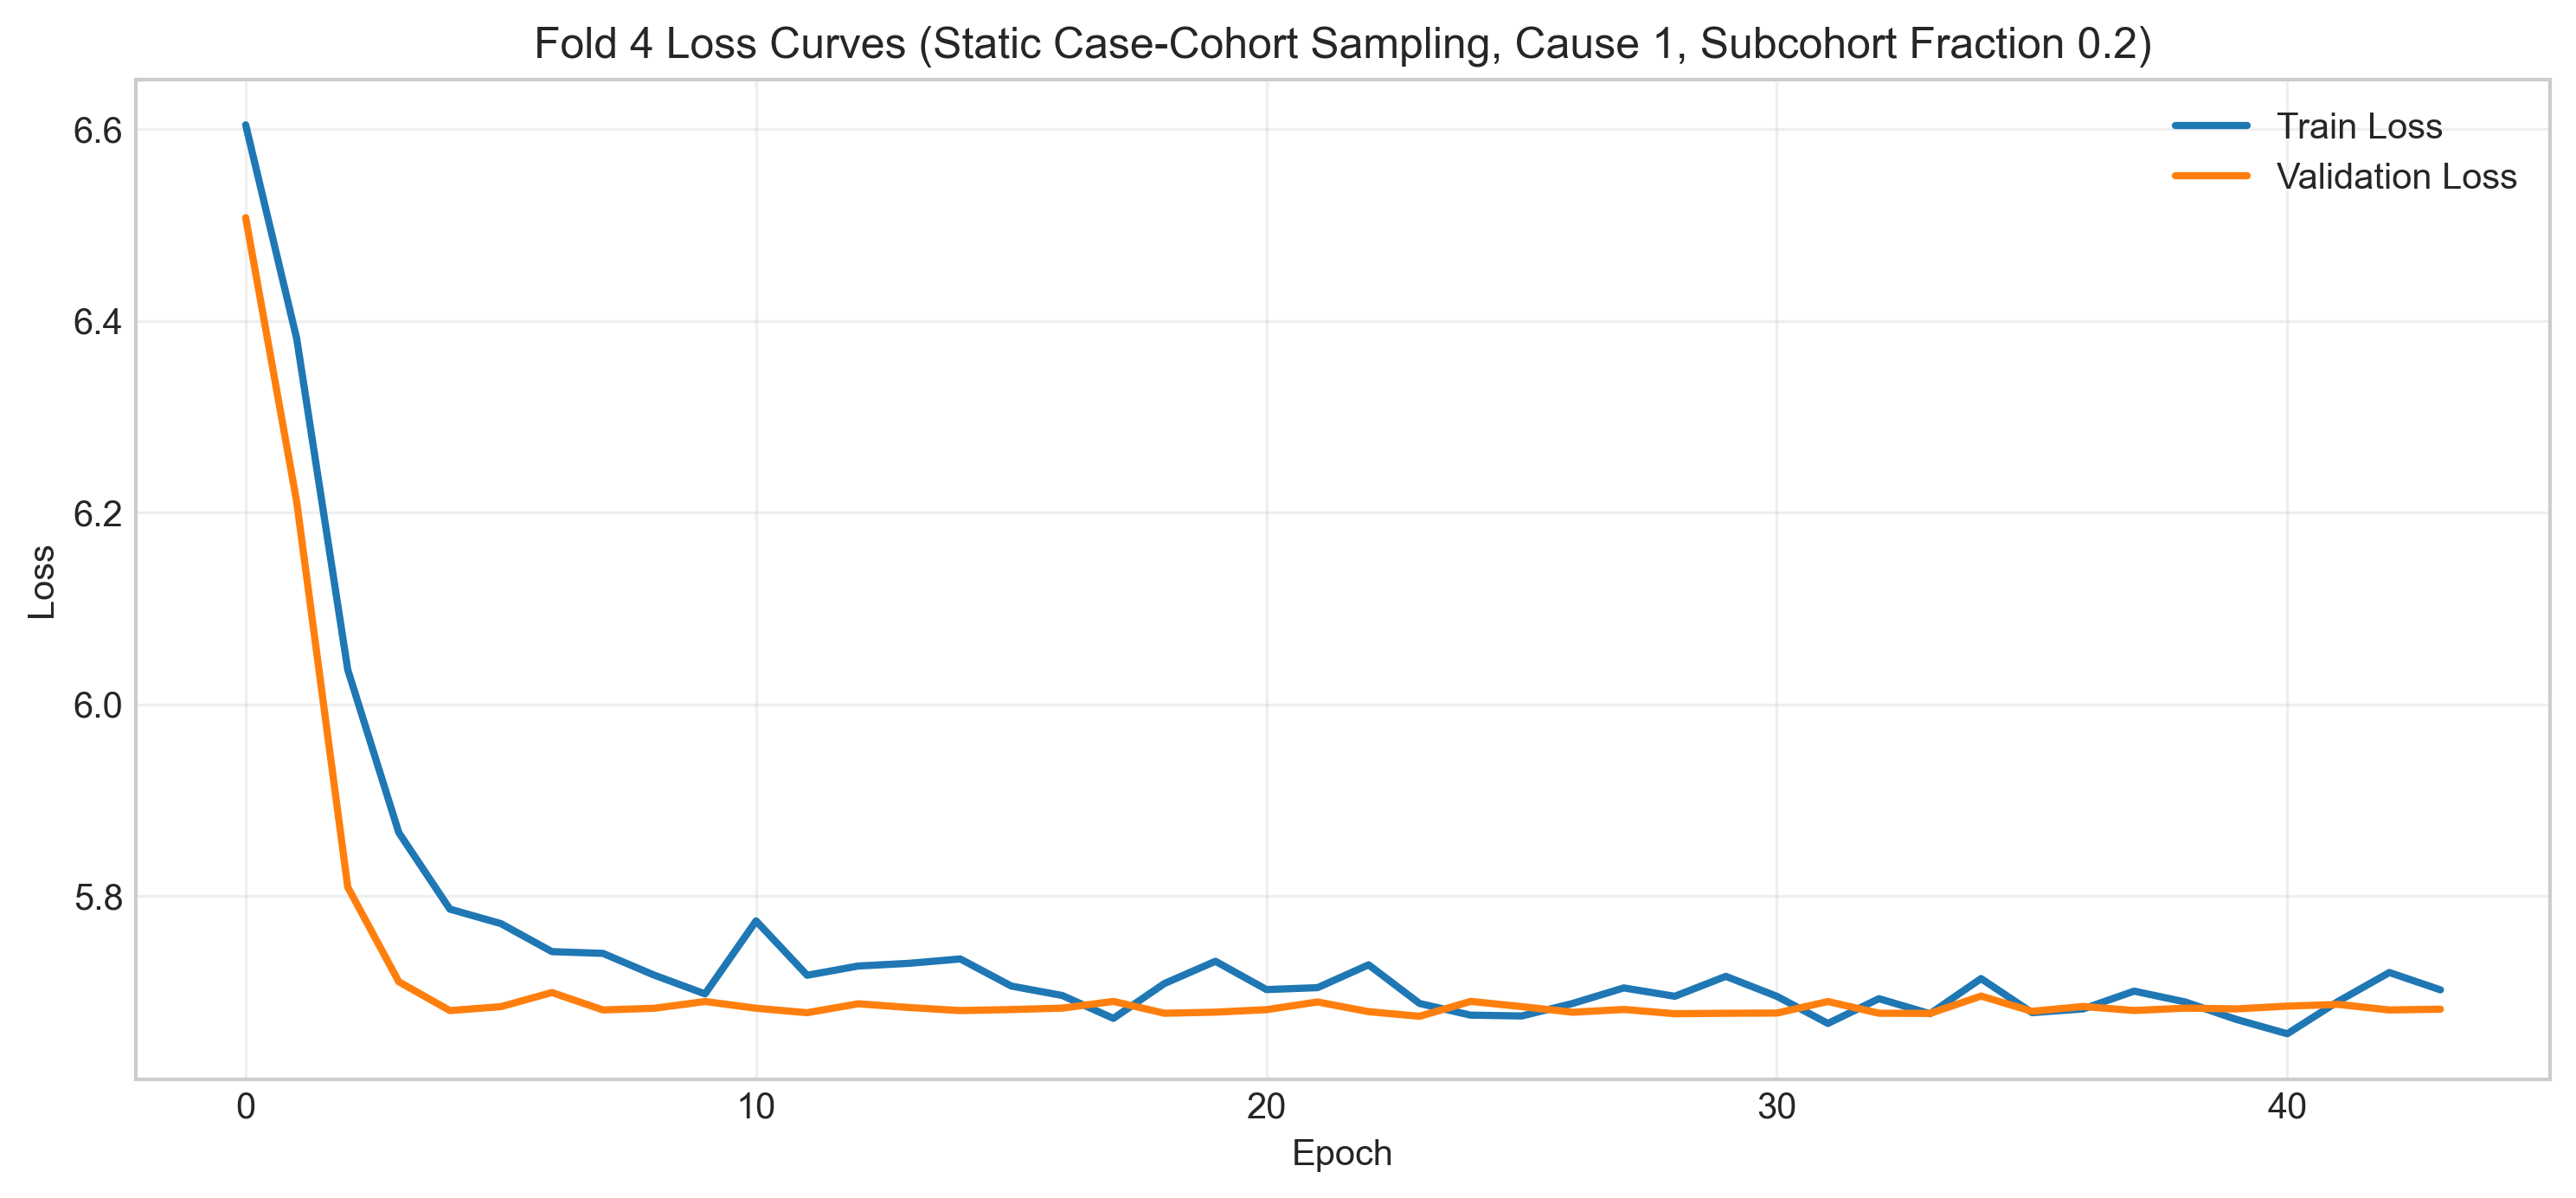 Fold 4 Loss Curves (Static Case-Cohort Sampling, Cause 1, Subcohort Fraction 0.2)
Train Loss
Validation Loss
Loss
6.6
6.4
6.2
6.0
5.8
0 10 20 30 40
Epoch